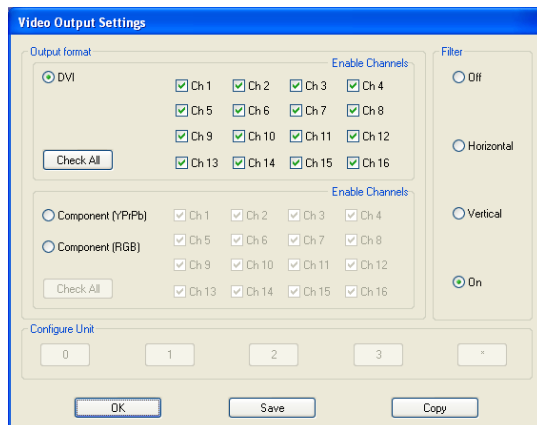 Video Output Settings
Output format
Enable Channels
DVI
Ch 1 Ch 2 Ch 3 Ch 4
Ch 5 Ch 6 Ch 7 Ch 8
Ch 9 Ch 10 Ch 11 Ch 12
Check All
Ch 13 Ch 14 Ch 15 Ch 16
Enable Channels
Component (YPrPb)
Ch 1 Ch 2 Ch 3 Ch 4
Component (RGB)
Ch 5 Ch 6 Ch 7 Ch 8
Ch 9 Ch 10 Ch 11 Ch 12
Check All
Ch 13 Ch 14 Ch 15 Ch 16
Filter
Off
Horizontal
Vertical
On
Configure Unit
0 1 2 3 *
OK Save Copy